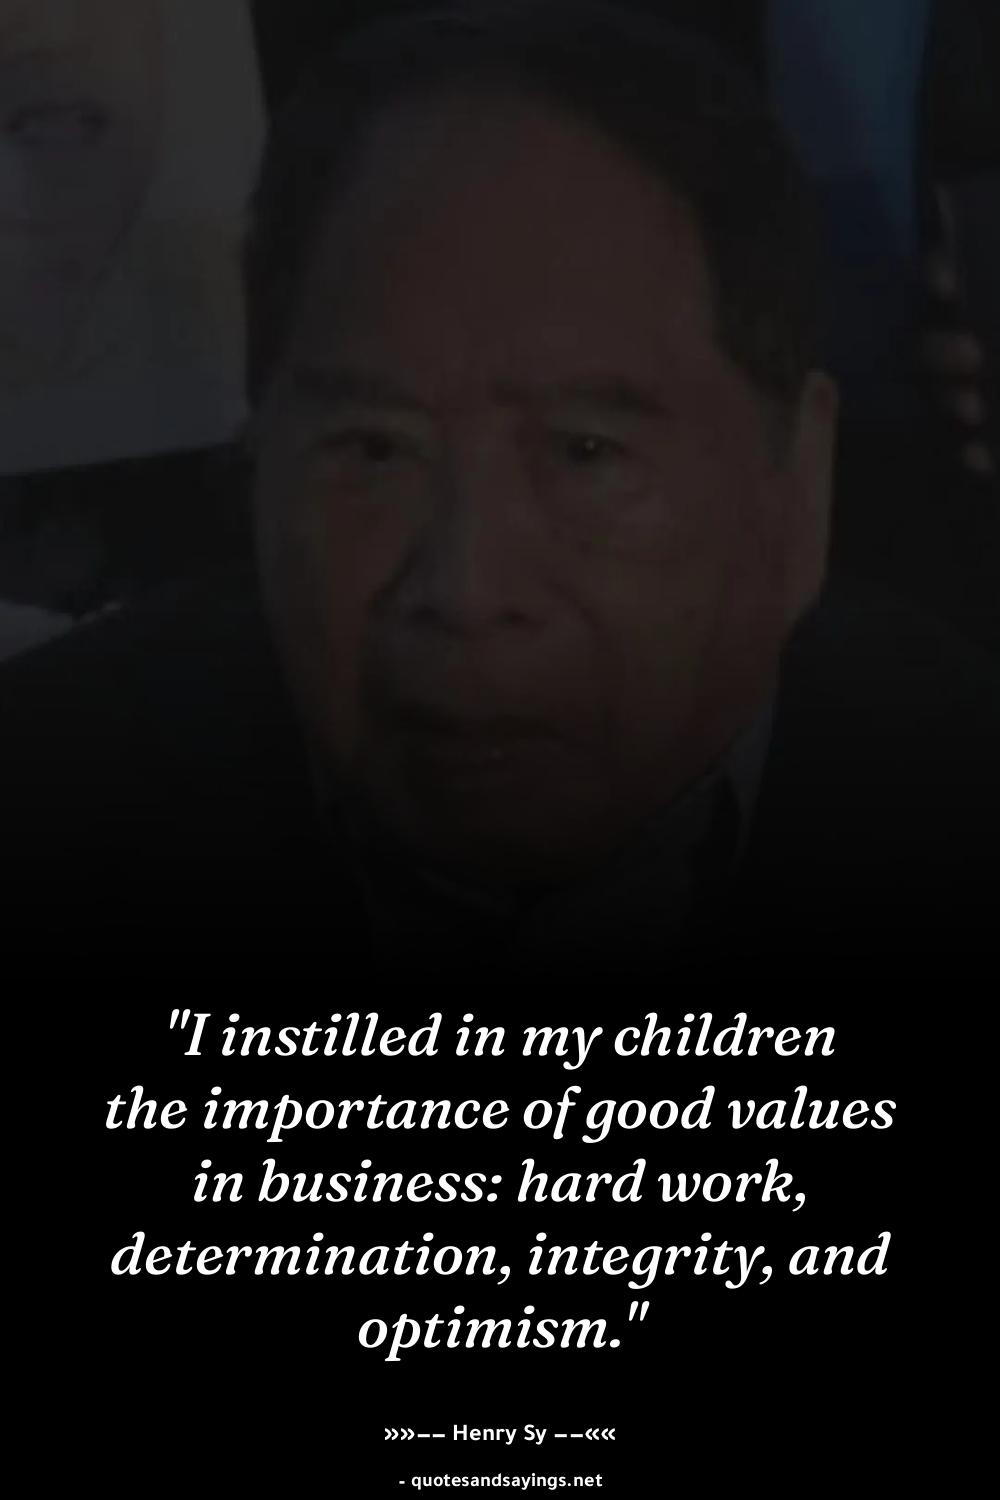 "I instilled in my children
the importance of good values
in business: hard work,
determination, integrity, and
optimism."
»»–– Henry Sy ––««
- quotesandsayings.net